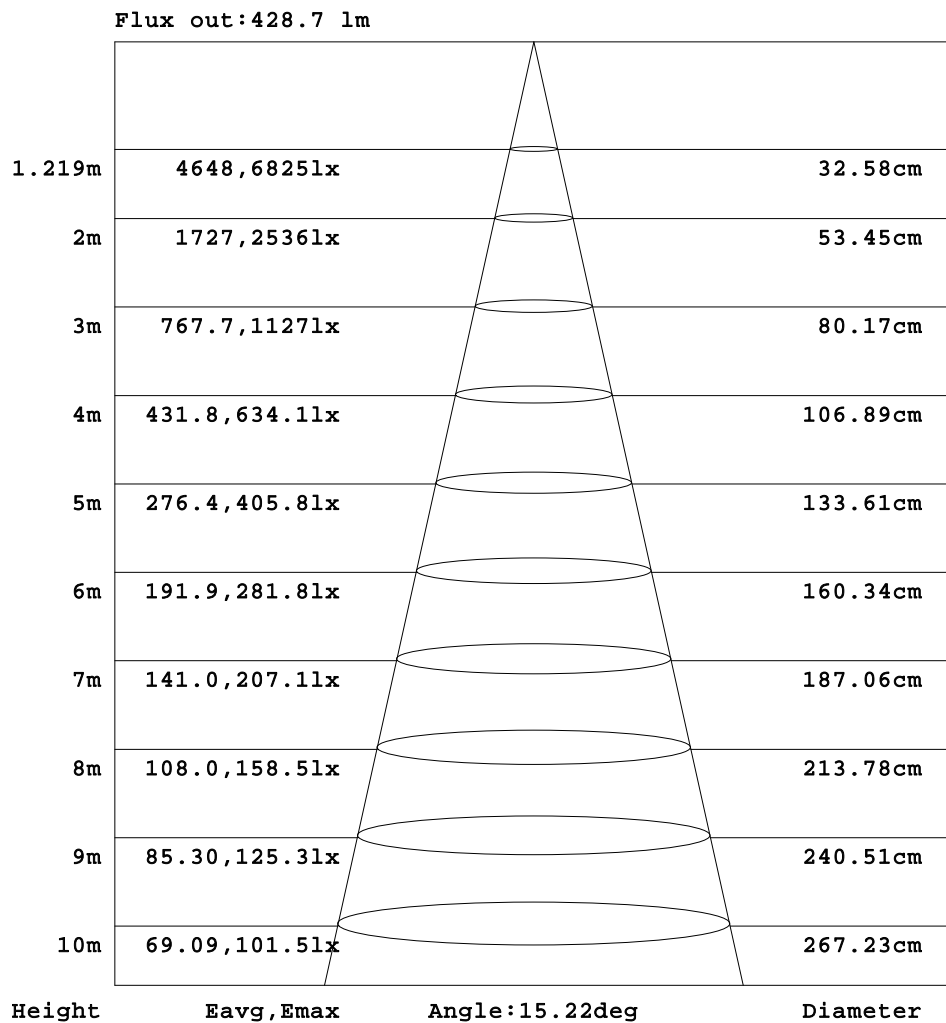 Flux out:428.7 lm
1.219m 4648,6825lx 32.58cm
2m 1727,2536lx 53.45cm
3m 767.7,1127lx 80.17cm
4m 431.8,634.1lx 106.89cm
5m 276.4,405.8lx 133.61cm
6m 191.9,281.8lx 160.34cm
7m 141.0,207.1lx 187.06cm
8m 108.0,158.5lx 213.78cm
9m 85.30,125.3lx 240.51cm
10m 69.09,101.5lx 267.23cm
Height Eavg,Emax Angle:15.22deg Diameter